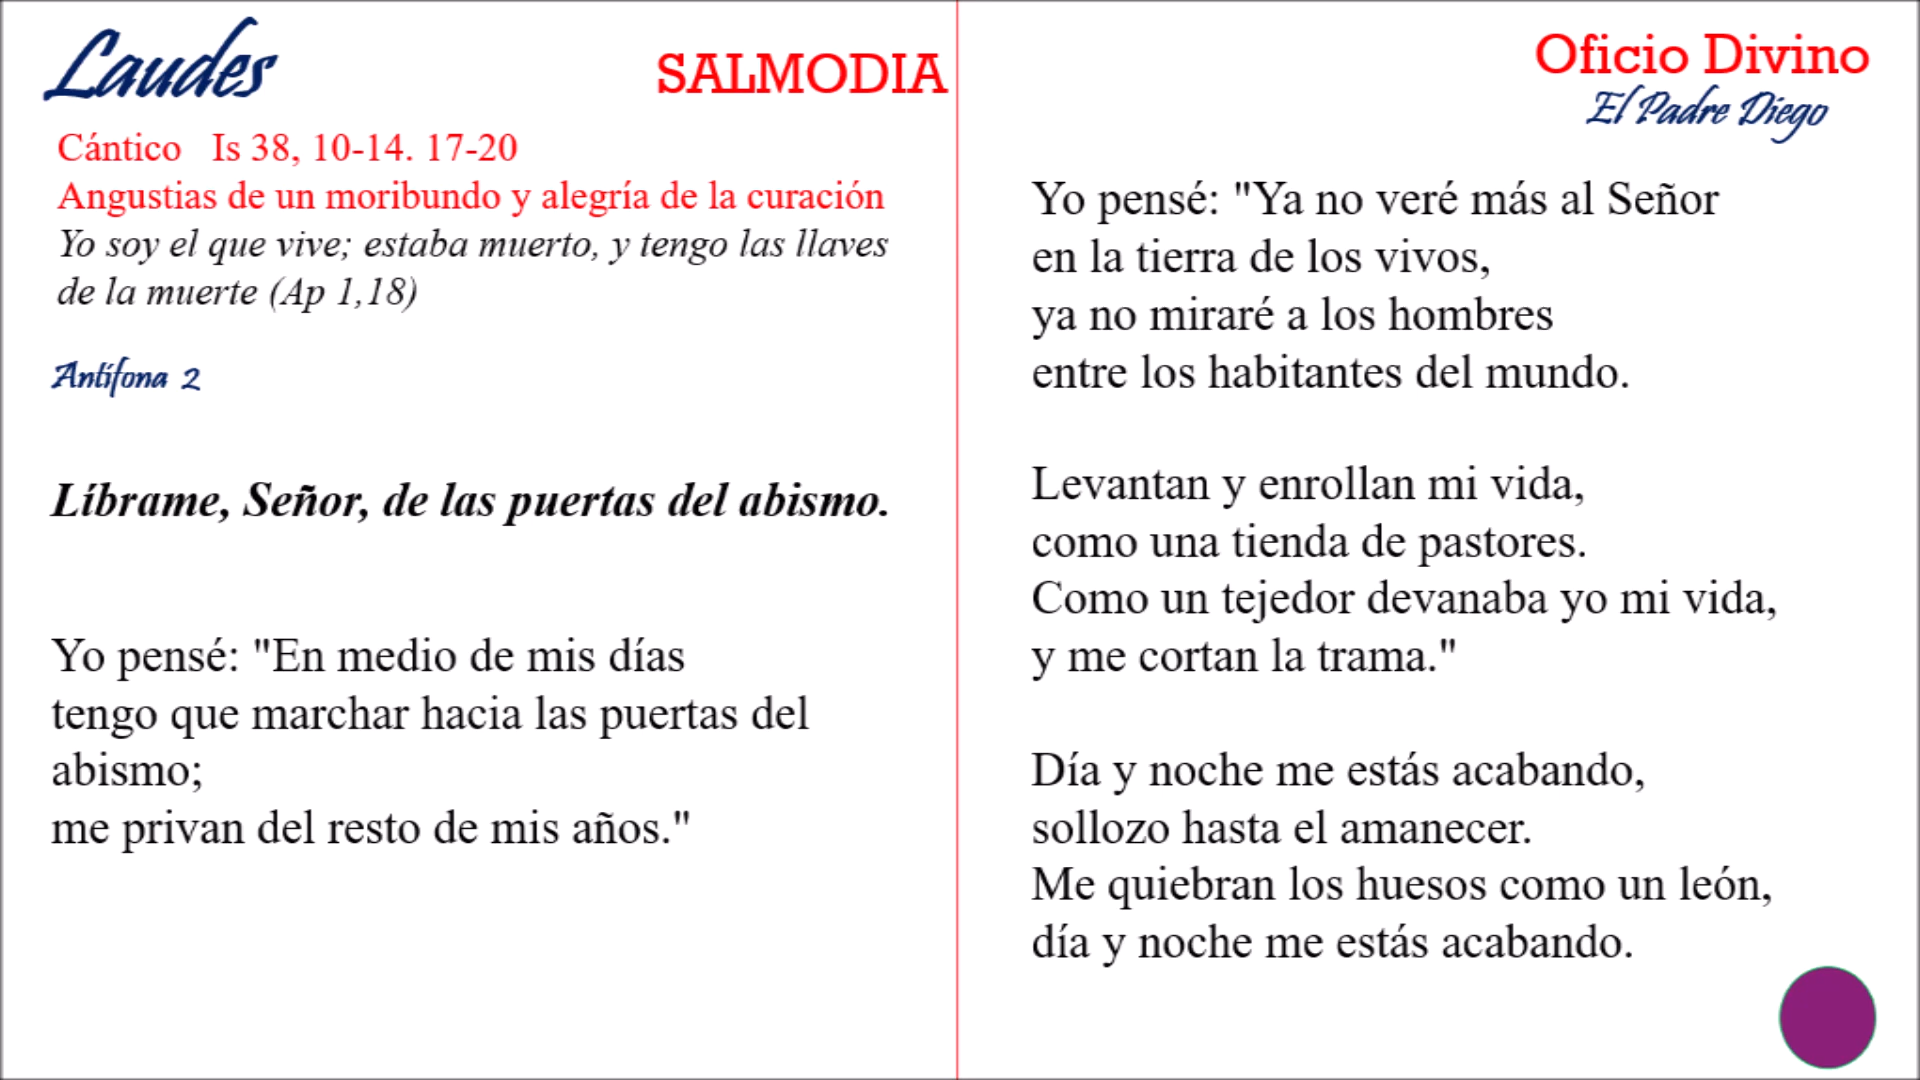 Laudes
SALMODIA
Cántico Is 38, 10-14. 17-20
Angustias de un moribundo y alegría de la curación
Yo soy el que vive; estaba muerto, y tengo las llaves
de la muerte (Ap 1,18)
Antífona 2
Líbrame, Señor, de las puertas del abismo.
Yo pensé: "En medio de mis días
tengo que marchar hacia las puertas del
abismo;
me privan del resto de mis años."
Oficio Divino
El Padre Diego
Yo pensé: "Ya no veré más al Señor
en la tierra de los vivos,
ya no miraré a los hombres
entre los habitantes del mundo.
Levantan y enrollan mi vida,
como una tienda de pastores.
Como un tejedor devanaba yo mi vida,
y me cortan la trama."
Día y noche me estás acabando,
sollozo hasta el amanecer.
Me quiebran los huesos como un león,
día y noche me estás acabando.